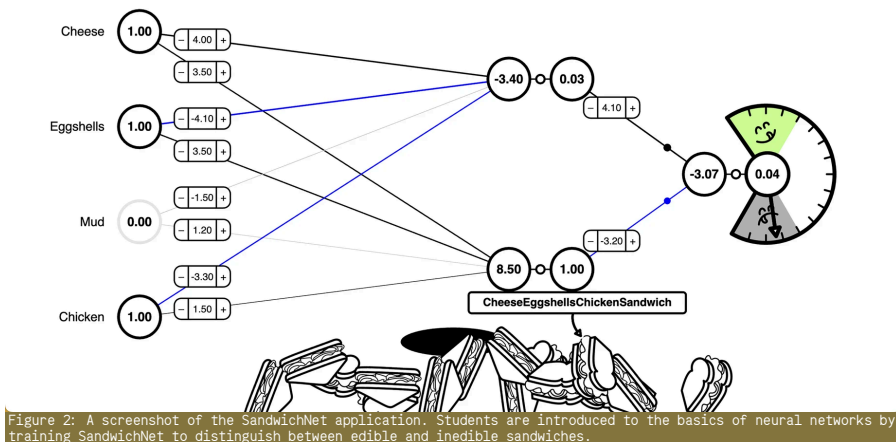 Cheese
1.00
- 4.00 +
- 3.50 +
Eggshells
1.00
- -4.10 +
- 3.50 +
Mud
0.00
- -1.50 +
- 1.20 +
Chicken
1.00
- -3.30 +
- 1.50 +
-3.40
0.03
- 4.10 +
-3.07
0.04
8.50
1.00
- -3.20 +
CheeseEggshellsChickenSandwich
Figure 2: A screenshot of the SandwichNet application. Students are introduced to the basics of neural networks by
training SandwichNet to distinguish between edible and inedible sandwiches.